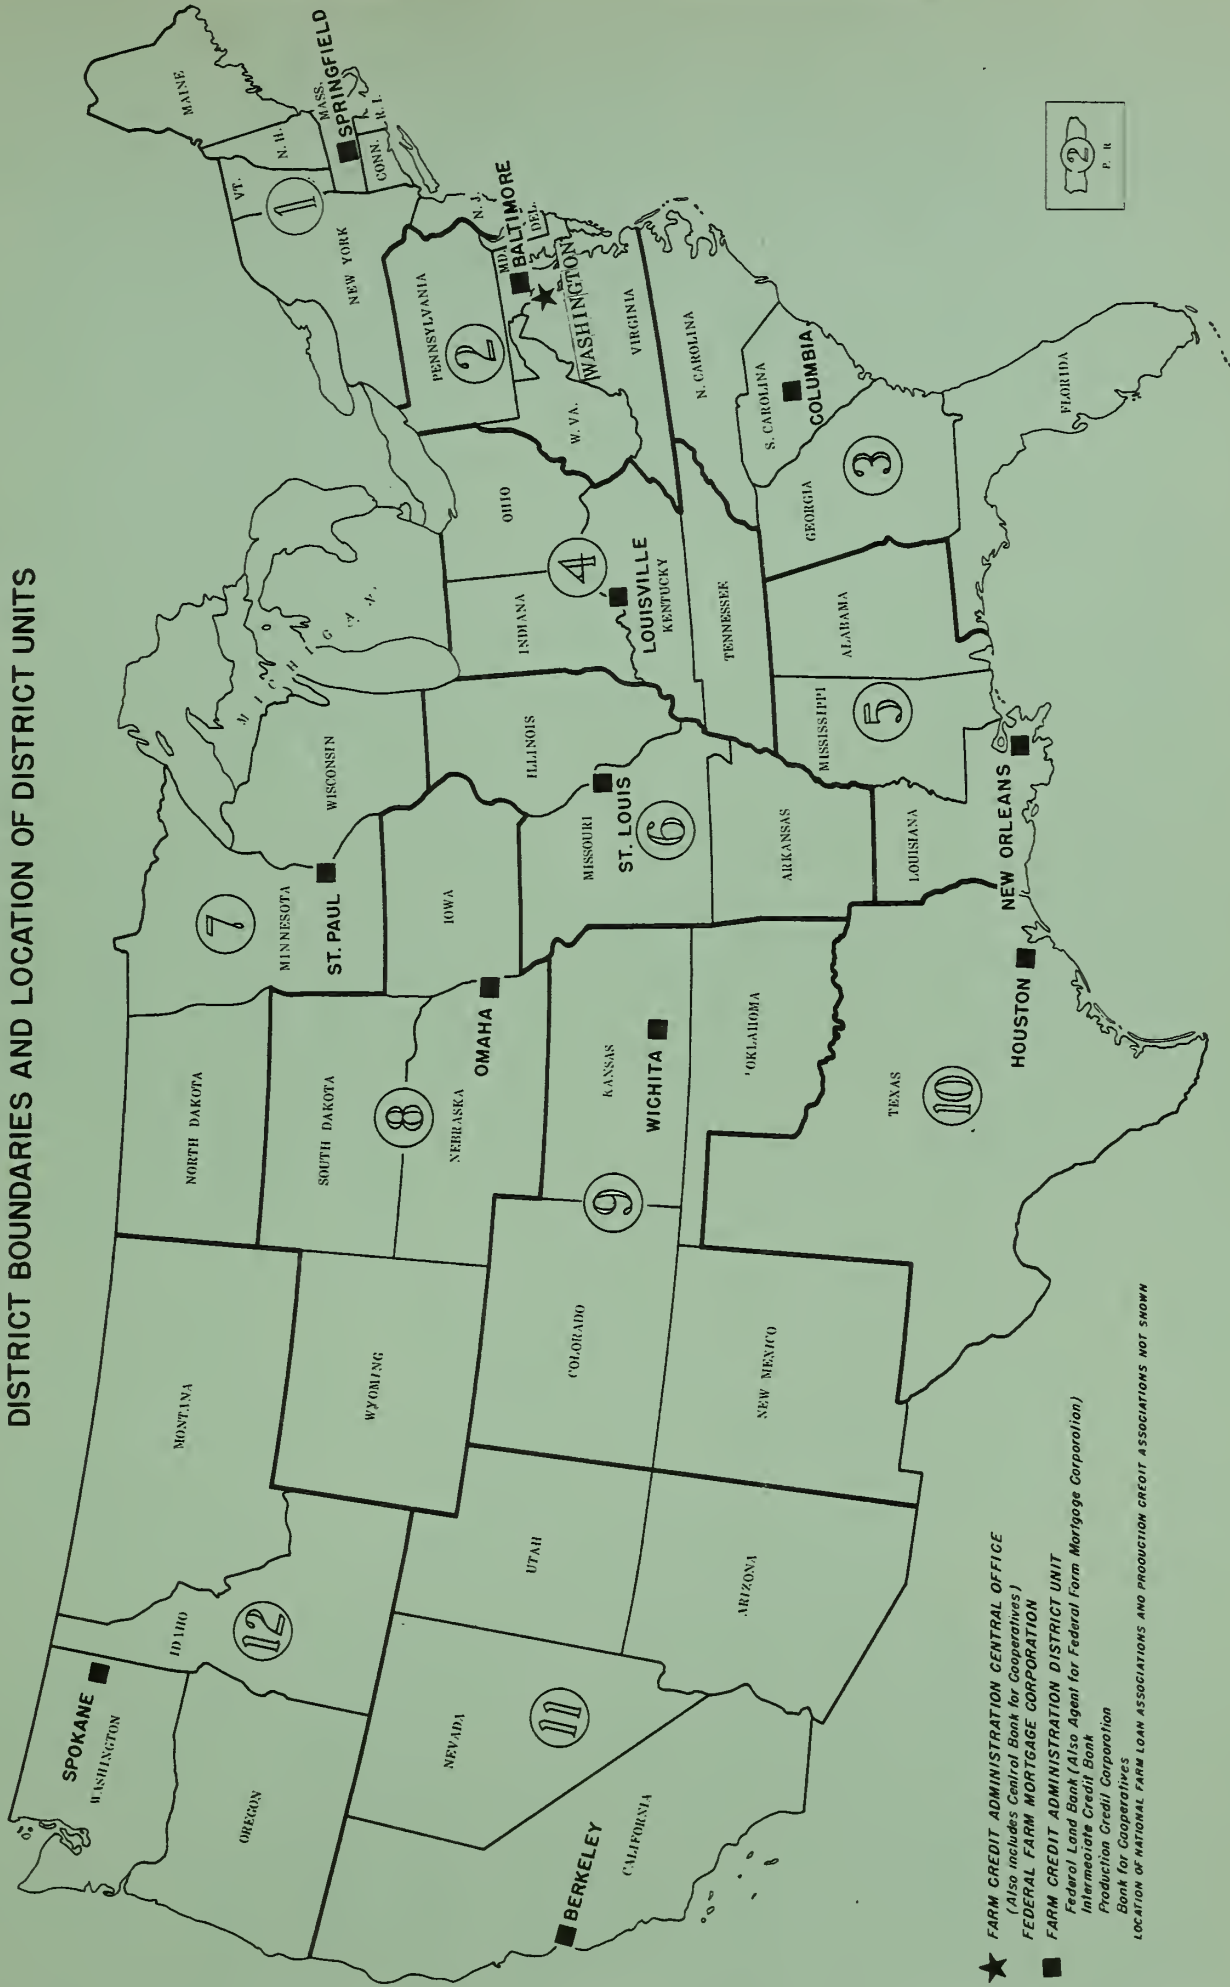 DISTRICT BOUNDARIES AND LOCATION OF DISTRICT UNITS
SPOKANE
WASHINGTON
OREGON
IDAHO
12
MONTANA
WYOMING
NEVADA
11
UTAH
CALIFORNIA
BERKELEY
ARIZONA
COLORADO
NEW MEXICO
NORTH DAKOTA
SOUTH DAKOTA
8
NEBRASKA
OMAHA
9
KANSAS
WICHITA
OKLAHOMA
TEXAS
10
HOUSTON
7
MINNESOTA
ST. PAUL
IOWA
WISCONSIN
MICHIGAN
ILLINOIS
MISSOURI
ST. LOUIS
6
ARKANSAS
LOUISIANA
NEW ORLEANS
MISSISSIPPI
5
ALABAMA
INDIANA
OHIO
4
LOUISVILLE
KENTUCKY
TENNESSEE
GEORGIA
3
FLORIDA
S. CAROLINA
COLUMBIA
N. CAROLINA
VIRGINIA
W. VA.
WASHINGTON
PENNSYLVANIA
2
MD.
BALTIMORE
DEL.
N. J.
NEW YORK
1
VT.
N. H.
MAINE
MASS.
SPRINGFIELD
CONN.
R. I.
2
P. R
FARM CREDIT ADMINISTRATION CENTRAL OFFICE
(Also includes Central Bank for Cooperatives)
FEDERAL FARM MORTGAGE CORPORATION
FARM CREDIT ADMINISTRATION DISTRICT UNIT
Federal Land Bank (Also Agent for Federal Farm Mortgage Corporation)
Intermediate Credit Bank
Production Credit Corporation
Bank for Cooperatives
LOCATION OF NATIONAL FARM LOAN ASSOCIATIONS AND PRODUCTION CREDIT ASSOCIATIONS NOT SHOWN